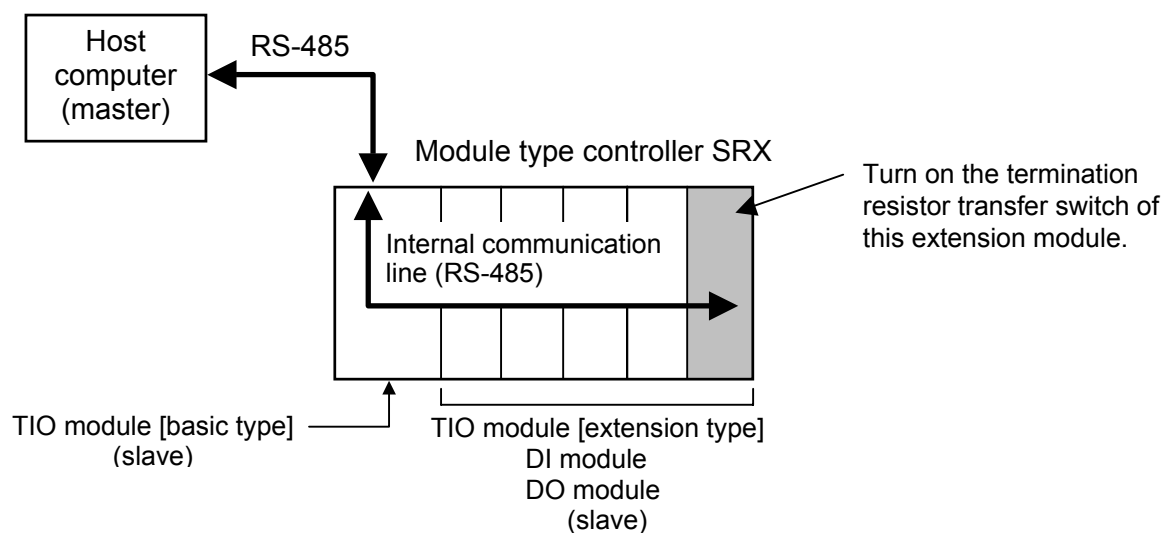 Host
computer
(master)
RS-485
Module type controller SRX
Turn on the termination
resistor transfer switch of
this extension module.
Internal communication
line (RS-485)
TIO module [basic type]
(slave)
TIO module [extension type]
DI module
DO module
(slave)